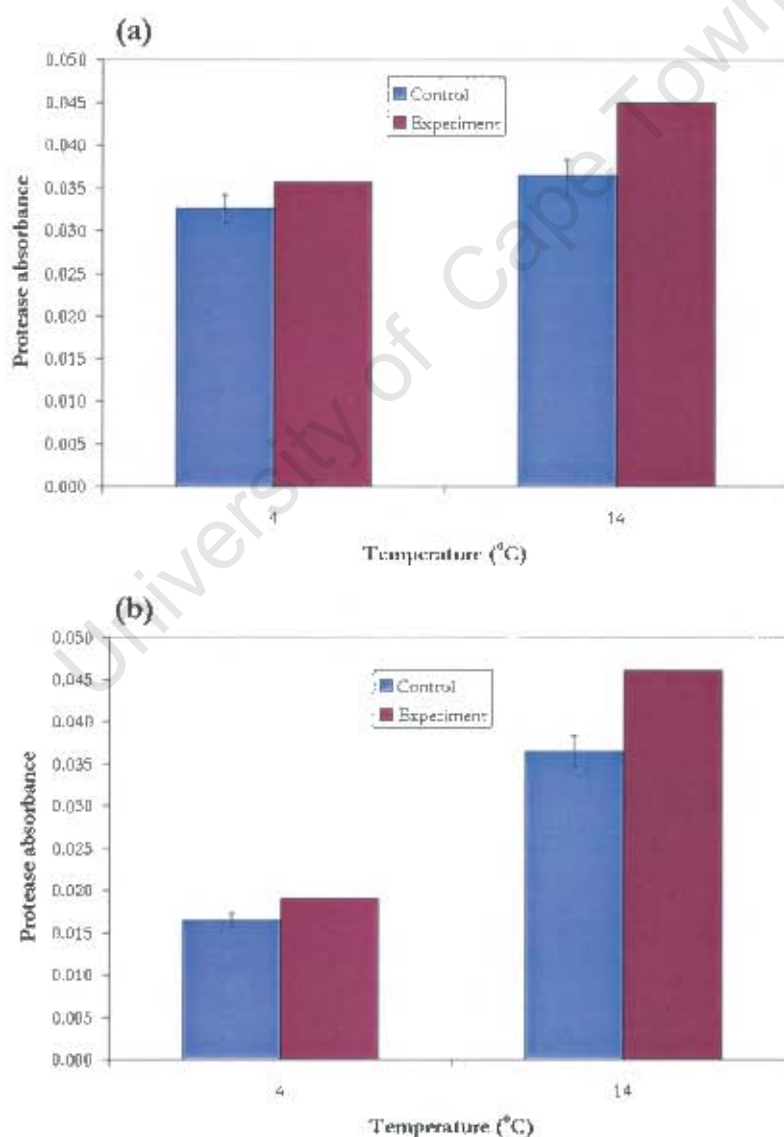 (a)
0.050
0.045
0.040
0.035
0.030
0.025
0.020
0.015
0.010
0.005
0.000
Protease absorbance
Control
Experiment
4
14
Temperature (°C)
(b)
0.050
0.045
0.040
0.035
0.030
0.025
0.020
0.015
0.010
0.005
0.000
Protease absorbance
Control
Experiment
4
14
Temperature (°C)
University of Cape Town